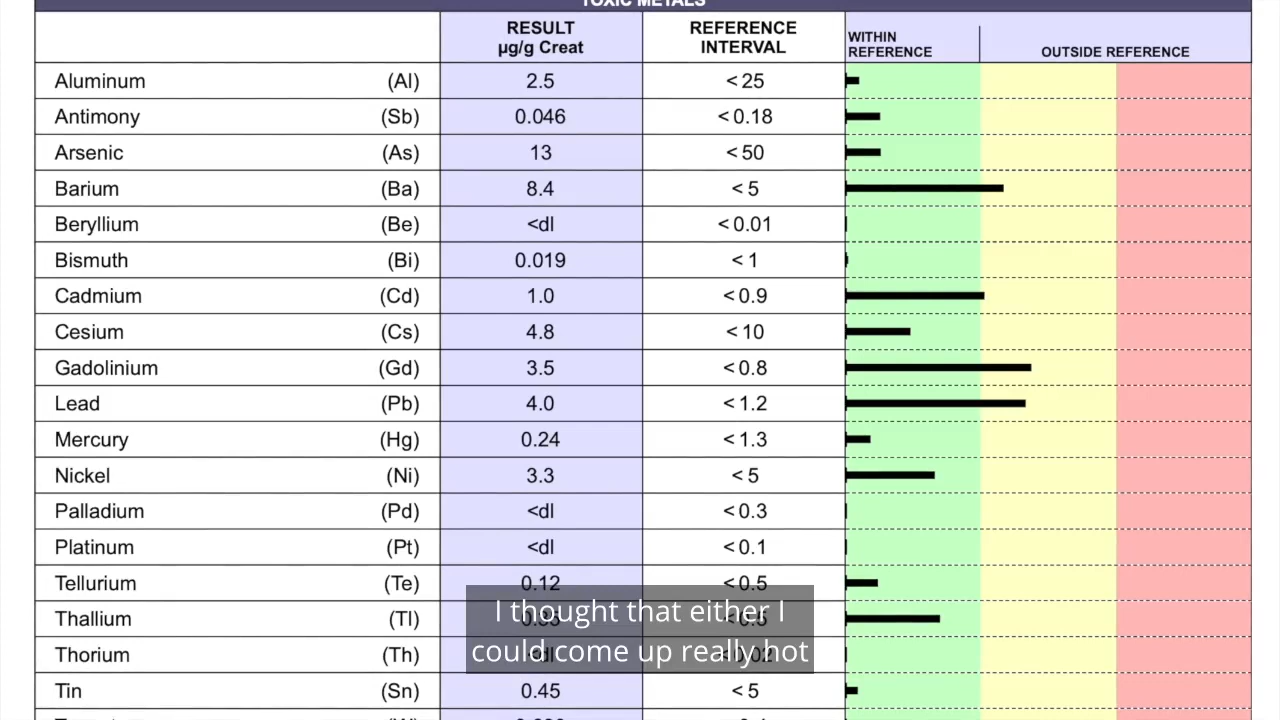 TOXIC METALS
RESULT REFERENCE
µg/g Creat INTERVAL
WITHIN
REFERENCE OUTSIDE REFERENCE
Aluminum (Al) 2.5 < 25
Antimony (Sb) 0.046 < 0.18
Arsenic (As) 13 < 50
Barium (Ba) 8.4 < 5
Beryllium (Be) <dl < 0.01
Bismuth (Bi) 0.019 < 1
Cadmium (Cd) 1.0 < 0.9
Cesium (Cs) 4.8 < 10
Gadolinium (Gd) 3.5 < 0.8
Lead (Pb) 4.0 < 1.2
Mercury (Hg) 0.24 < 1.3
Nickel (Ni) 3.3 < 5
Palladium (Pd) <dl < 0.3
Platinum (Pt) <dl < 0.1
Tellurium (Te) 0.12 < 0.5
Thallium (Tl)
I thought that either I
Thorium (Th)
could come up really hot
Tin (Sn) 0.45 < 5